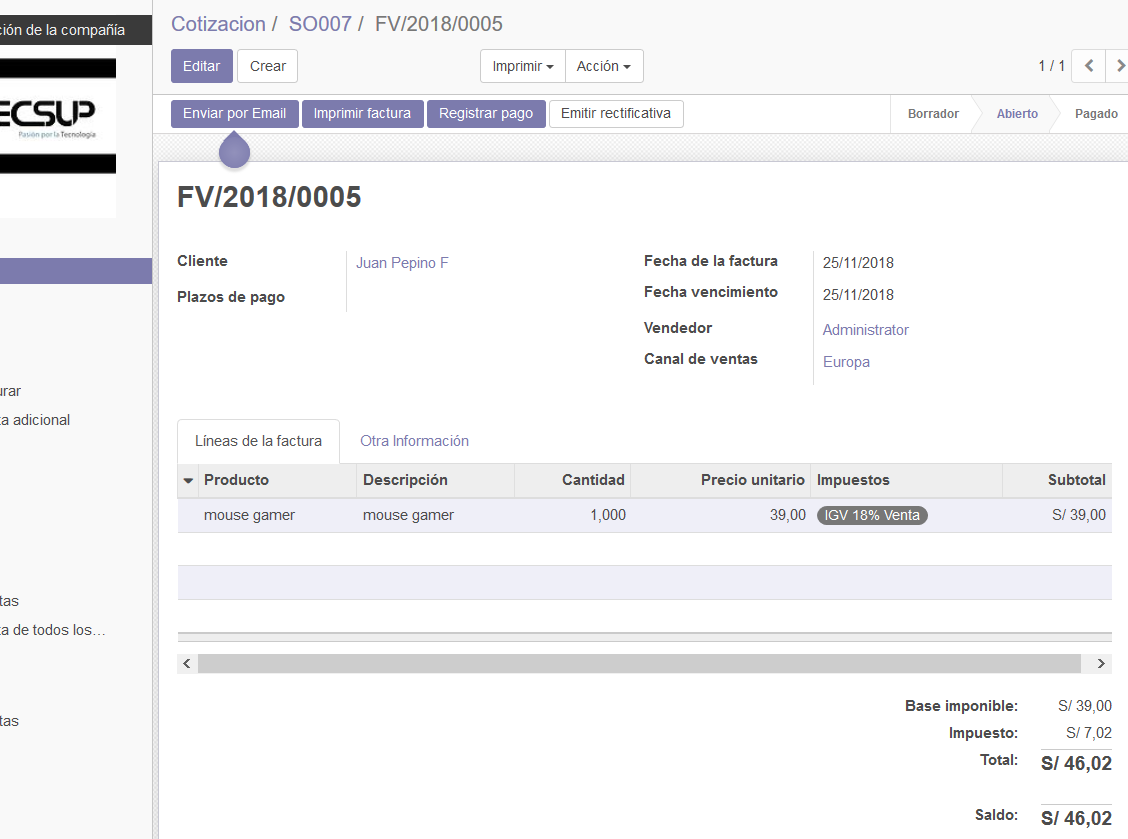 ción de la compañía
Cotizacion / SO007 / FV/2018/0005
Editar Crear Imprimir Acción 1 / 1
Enviar por Email Imprimir factura Registrar pago Emitir rectificativa Borrador Abierto Pagado
ECSUP
Pasión por la Tecnología
FV/2018/0005
Cliente Juan Pepino F Fecha de la factura 25/11/2018
Plazos de pago Fecha vencimiento 25/11/2018
Vendedor Administrator
Canal de ventas Europa
urar
ta adicional
Líneas de la factura Otra Información
Producto Descripción Cantidad Precio unitario Impuestos Subtotal
mouse gamer mouse gamer 1,000 39,00 IGV 18% Venta S/ 39,00
tas
ta de todos los…
Base imponible: S/ 39,00
tas
Impuesto: S/ 7,02
Total: S/ 46,02
Saldo: S/ 46,02